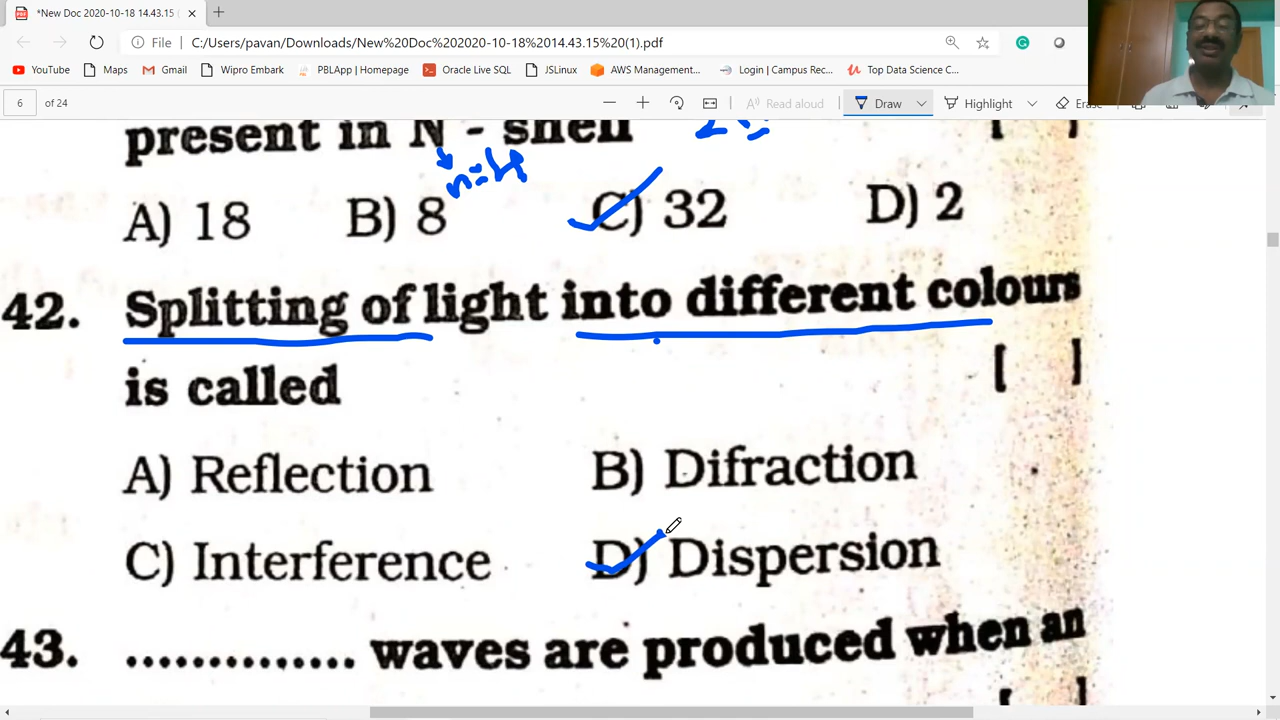 *New Doc 2020-10-18 14.43.15 (
File C:/Users/pavan/Downloads/New%20Doc%202020-10-18%2014.43.15%20(1).pdf
YouTube Maps Gmail Wipro Embark PBLApp | Homepage Oracle Live SQL JSLinux AWS Management... Login | Campus Rec... Top Data Science C...
6 of 24 Read aloud Draw Highlight Erase
present in N - shell
n=4
A) 18 B) 8 C) 32 D) 2
42. Splitting of light into different colours
is called [ ]
A) Reflection B) Difraction
C) Interference D) Dispersion
43. .............. waves are produced when an
[ ]